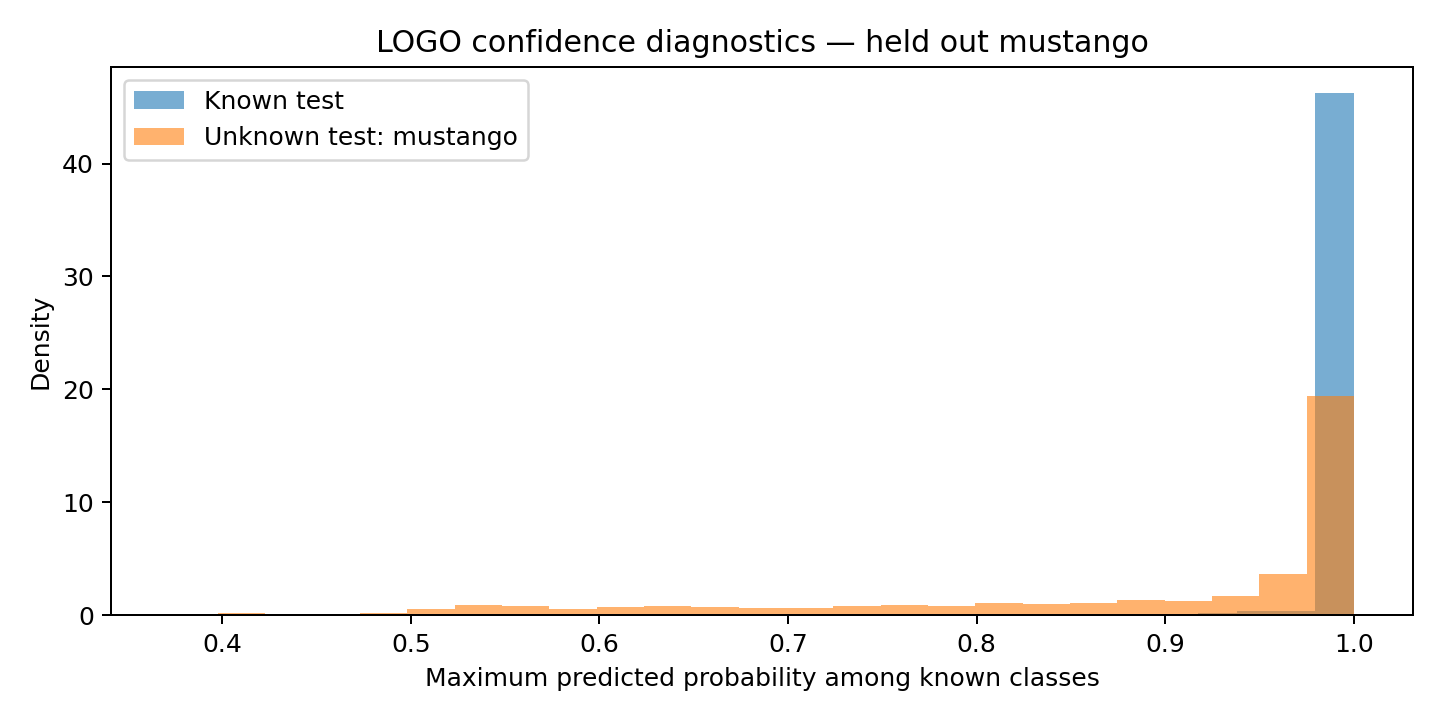 LOGO confidence diagnostics — held out mustango
Known test
Unknown test: mustango
Density
40
30
20
10
0
0.4 0.5 0.6 0.7 0.8 0.9 1.0
Maximum predicted probability among known classes